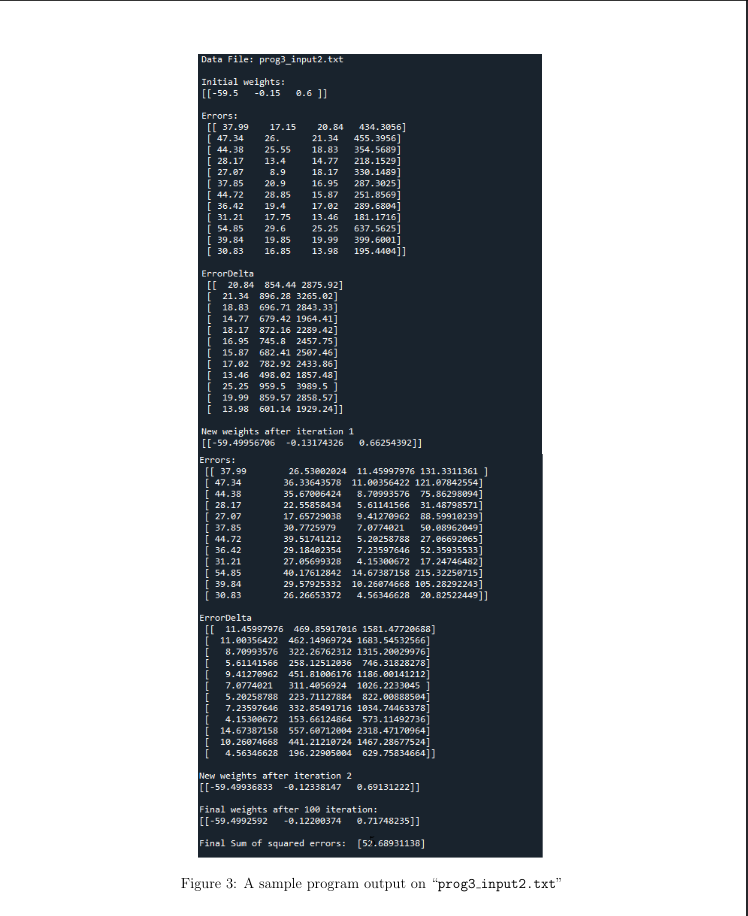 Data File: prog3_input2.txt
Initial weights:
[[-59.5   -0.15   0.6 ]]
Errors:
[[ 37.99    17.15    20.84   434.3056]
[ 47.34    26.      21.34   455.3956]
[ 44.38    25.55    18.83   354.5689]
[ 28.17    13.4     14.77   218.1529]
[ 27.07     8.9     18.17   330.1489]
[ 37.85    20.9     16.95   287.3025]
[ 44.72    28.85    15.87   251.8569]
[ 36.42    19.4     17.02   289.6804]
[ 31.21    17.75    13.46   181.1716]
[ 54.85    29.6     25.25   637.5625]
[ 39.84    19.85    19.99   399.6001]
[ 30.83    16.85    13.98   195.4404]]
ErrorDelta
[[  20.84  854.44 2875.92]
[  21.34  896.28 3265.02]
[  18.83  696.71 2843.33]
[  14.77  679.42 1964.41]
[  18.17  872.16 2289.42]
[  16.95  745.8  2457.75]
[  15.87  682.41 2507.46]
[  17.02  782.92 2433.86]
[  13.46  498.02 1857.48]
[  25.25  959.5  3989.5 ]
[  19.99  859.57 2858.57]
[  13.98  601.14 1929.24]]
New weights after iteration 1
[[-59.49956706  -0.13174326   0.66254392]]
Errors:
[[ 37.99        26.53002024  11.45997976 131.3311361 ]
[ 47.34        36.33643578  11.00356422 121.07842554]
[ 44.38        35.67006424   8.70993576  75.86298094]
[ 28.17        22.55858434   5.61141566  31.48798571]
[ 27.07        17.65729038   9.41270962  88.59910239]
[ 37.85        30.7725979    7.0774021   50.08962049]
[ 44.72        39.51741212   5.20258788  27.06692065]
[ 36.42        29.18402354   7.23597646  52.35935533]
[ 31.21        27.05699328   4.15300672  17.24746482]
[ 54.85        40.17612842  14.67387158 215.32250715]
[ 39.84        29.57925332  10.26074668 105.28292243]
[ 30.83        26.26653372   4.56346628  20.82522449]]
ErrorDelta
[[  11.45997976  469.85917016 1581.47720688]
[  11.00356422  462.14969724 1683.54532566]
[   8.70993576  322.26762312 1315.20029976]
[   5.61141566  258.12512036  746.31828278]
[   9.41270962  451.81006176 1186.00141212]
[   7.0774021   311.4056924  1026.2233045 ]
[   5.20258788  223.71127884  822.00888504]
[   7.23597646  332.85491716 1034.74463378]
[   4.15300672  153.66124864  573.11492736]
[  14.67387158  557.60712004 2318.47170964]
[  10.26074668  441.21210724 1467.28677524]
[   4.56346628  196.22905004  629.75834664]]
New weights after iteration 2
[[-59.49936833  -0.12338147   0.69131222]]
Final weights after 100 iteration:
[[-59.4992592   -0.12200374   0.71748235]]
Final Sum of squared errors:  [52.68931138]
Figure 3: A sample program output on “prog3_input2.txt”